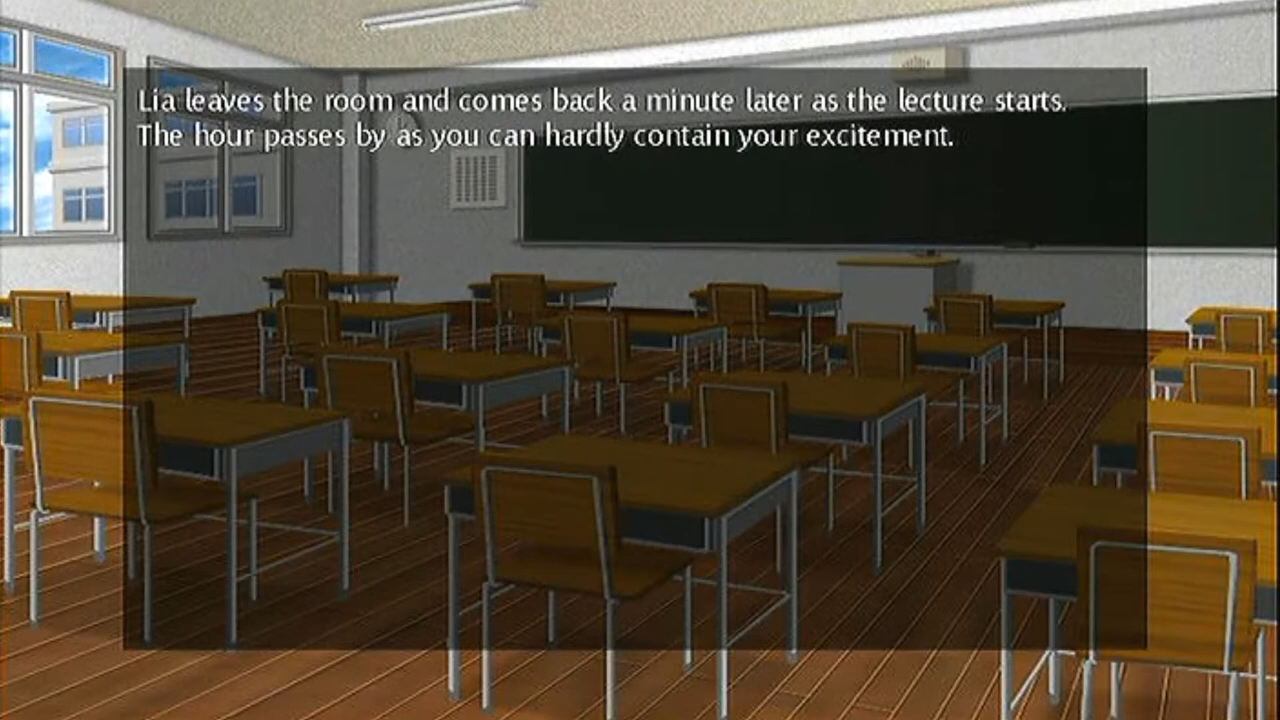 Lia leaves the room and comes back a minute later as the lecture starts.
The hour passes by as you can hardly contain your excitement.